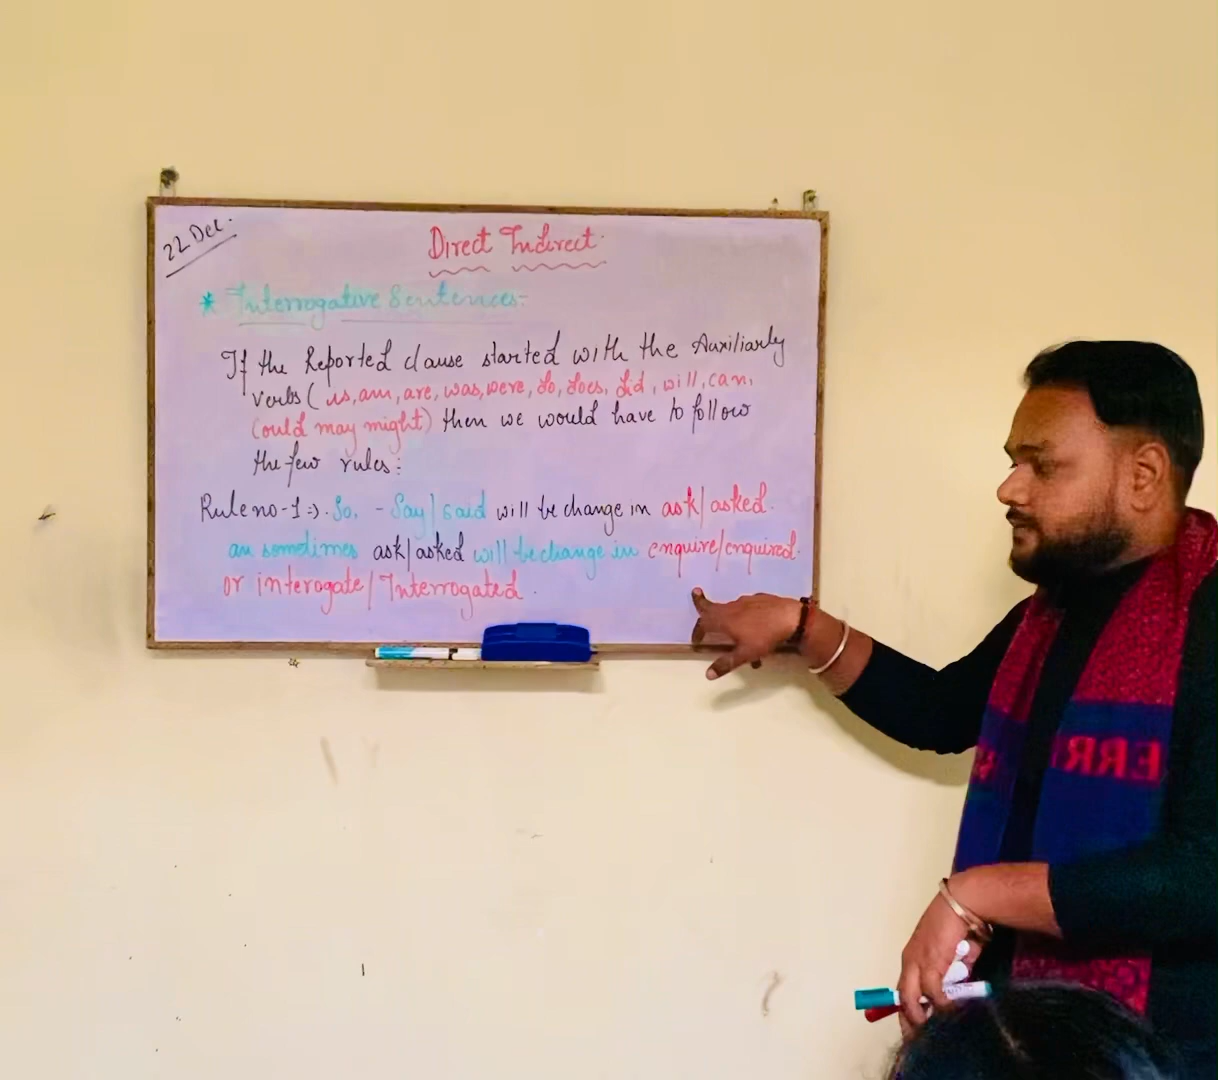 22 Dec.
Direct Indirect.
* Interrogative Sentences:-
If the Reported clause started with the Auxiliarly
verbs (is, am, are, was, were, do, does, did, will, can,
Could may might) then we would have to follow
the few rules:
Rule no-1 :⇒. So, - Say/said will be change in ask/asked.
an sometimes ask/asked will be change in enquire/enquired.
or interogate/Interrogated.
ERR